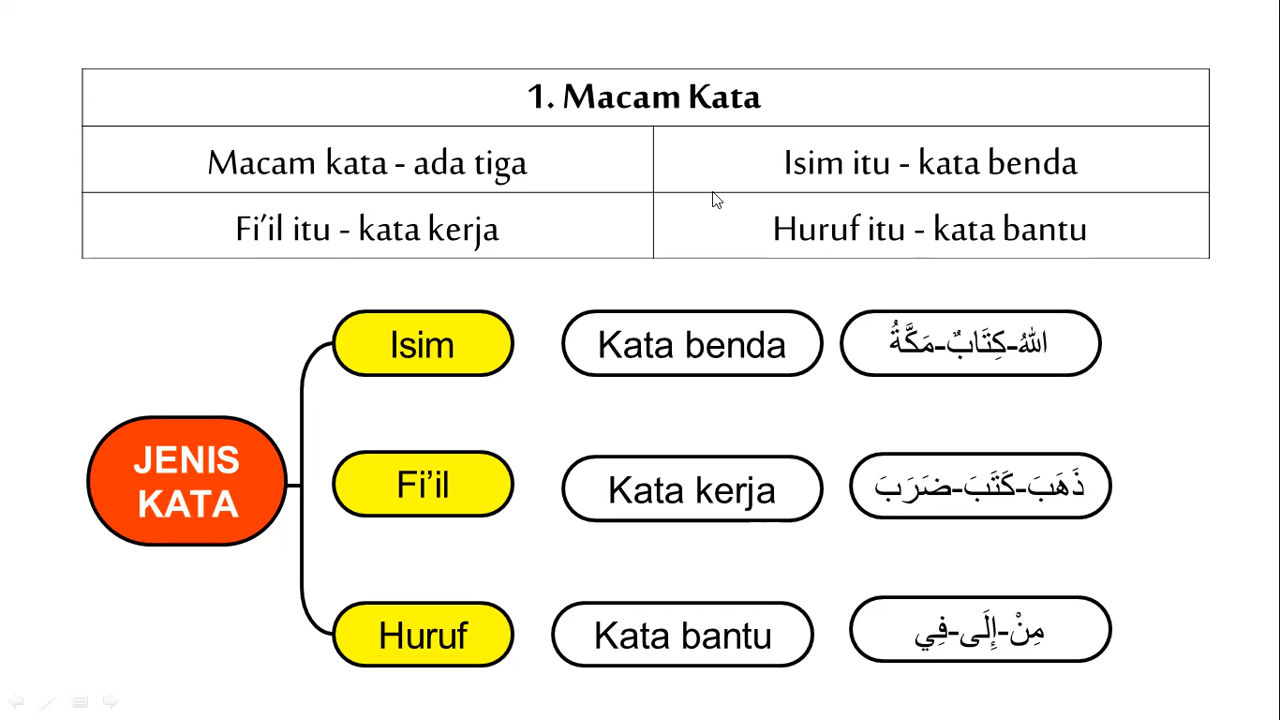 1. Macam Kata
Macam kata - ada tiga
Isim itu - kata benda
Fi'il itu - kata kerja
Huruf itu - kata bantu
JENIS
KATA
Isim
Kata benda
اللهُ-كِتَابٌ-مَكَّةُ
Fi’il
Kata kerja
ذَهَبَ-كَتَبَ-ضَرَبَ
Huruf
Kata bantu
مِنْ-إِلَى-فِي